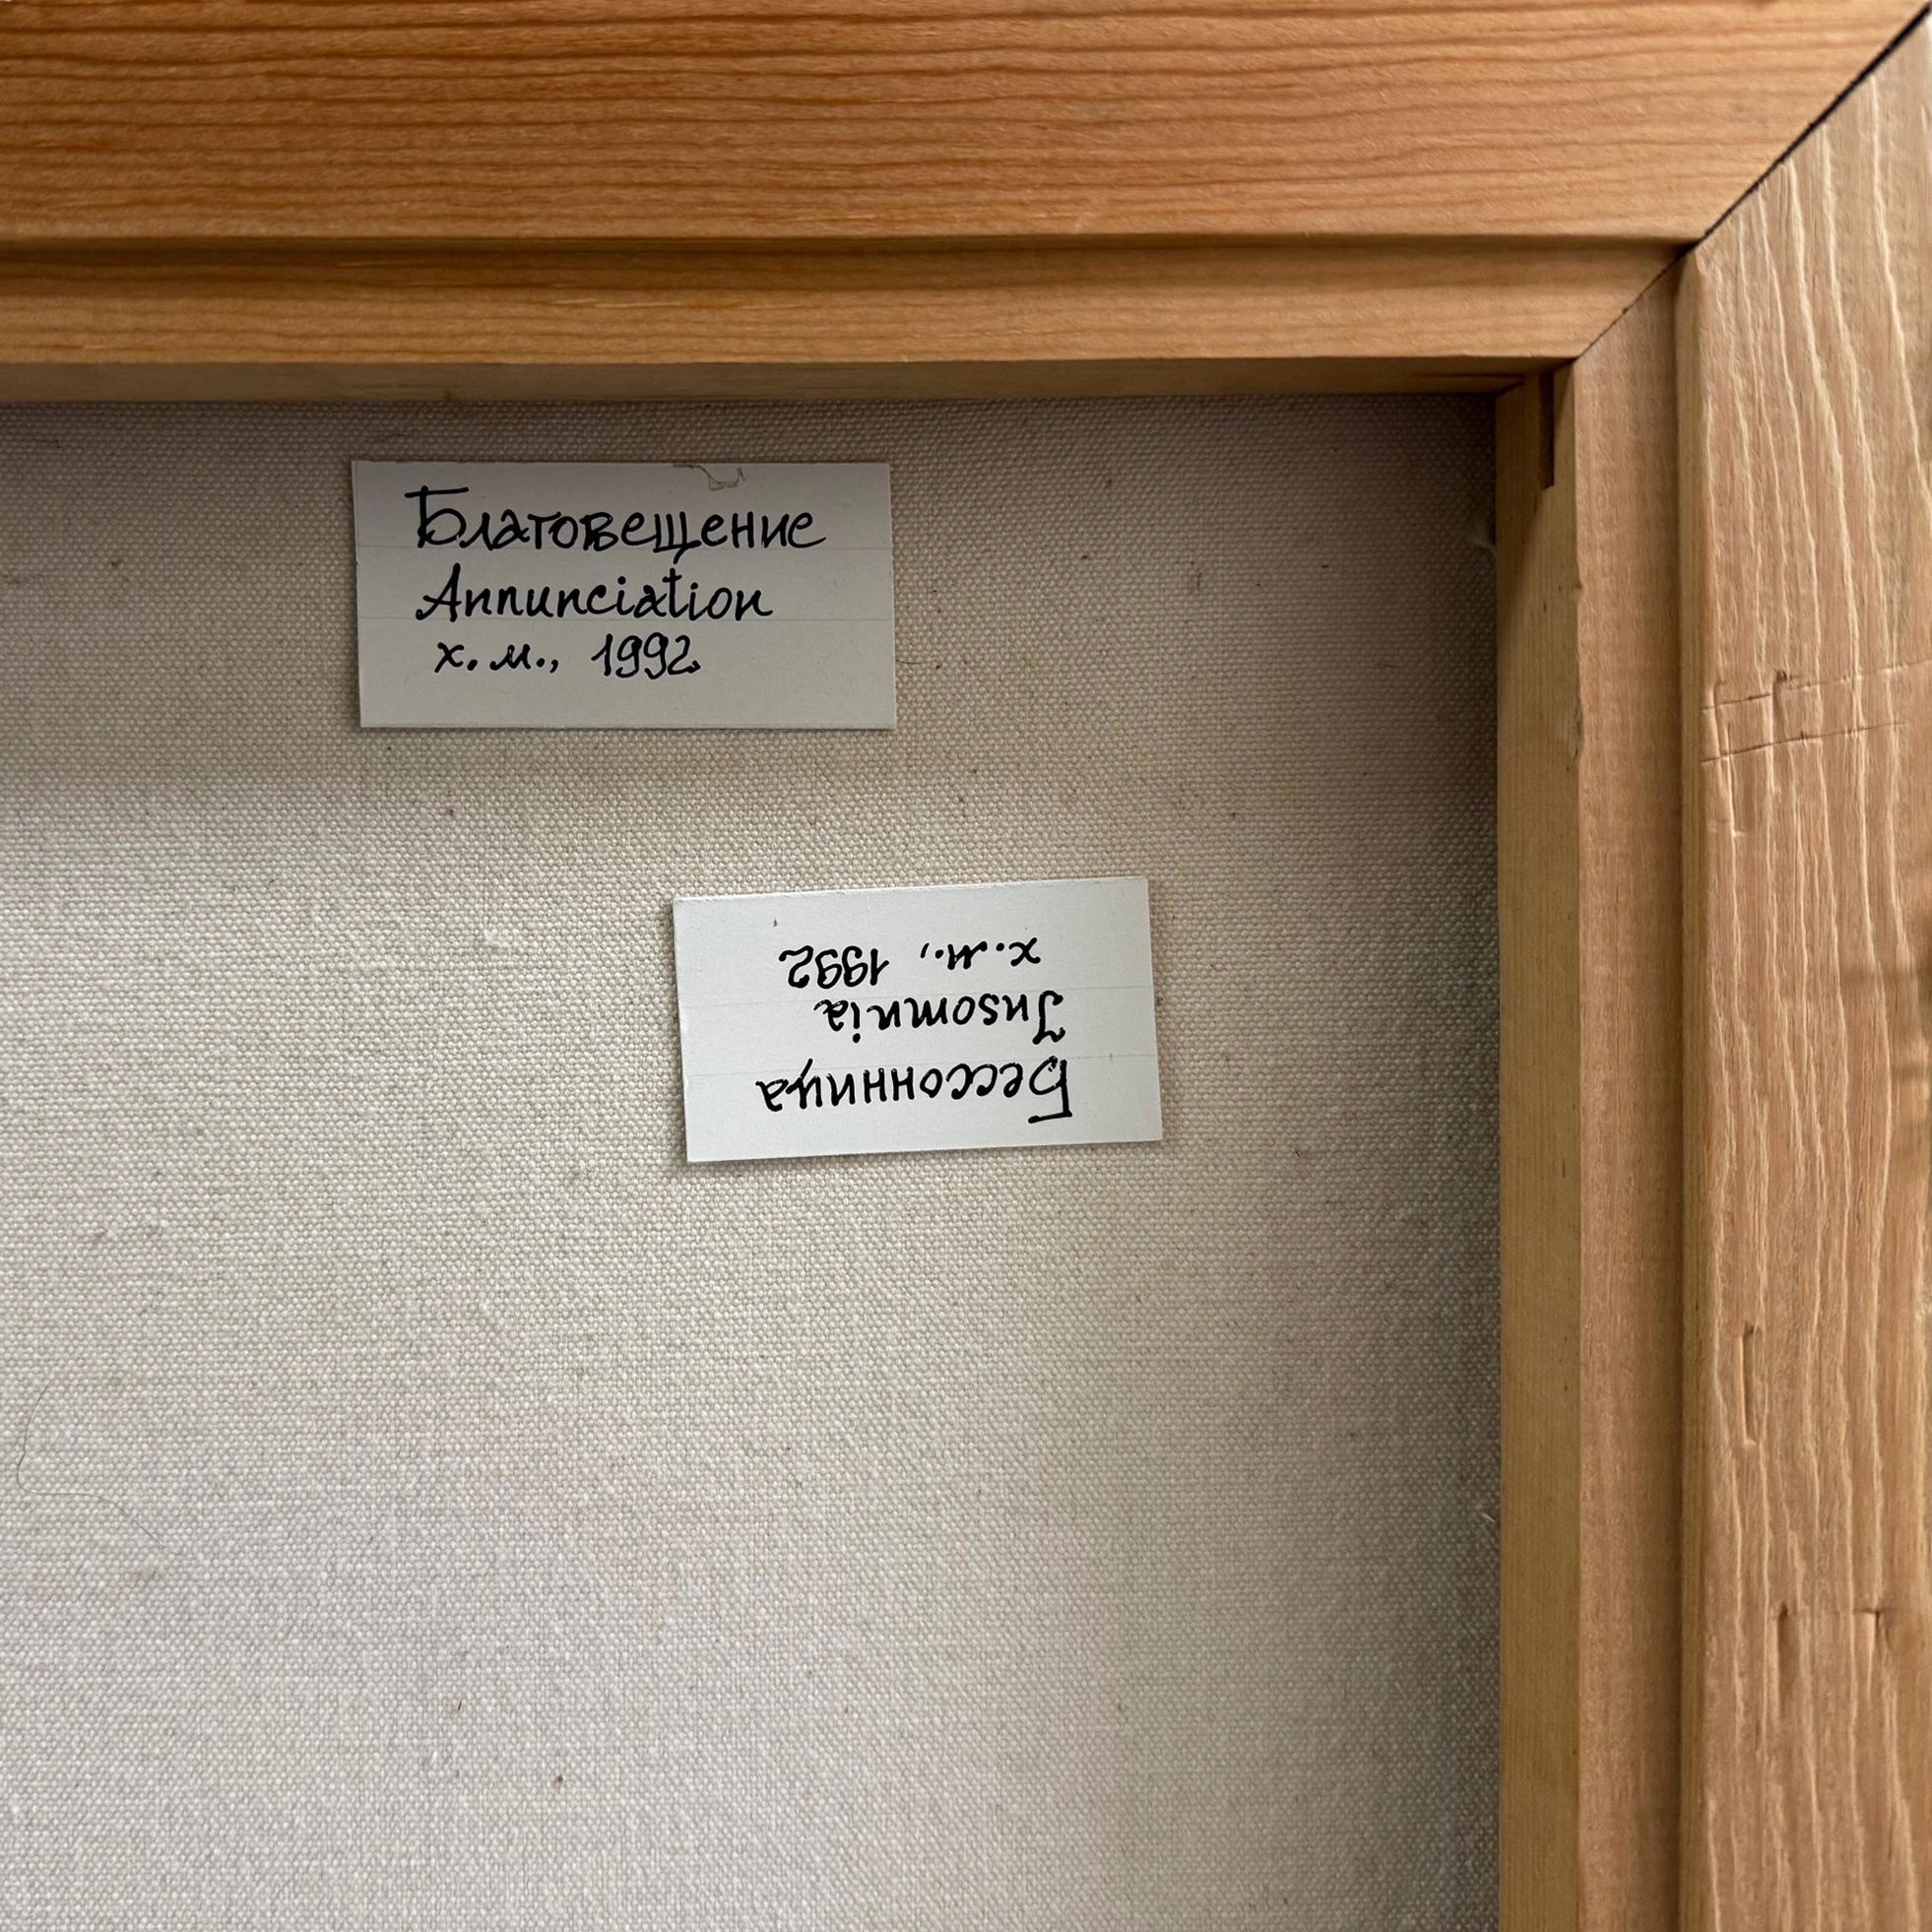 Благовещение
Annunciation
х.м., 1992
Бессонница
Insomnia
х.м., 1992